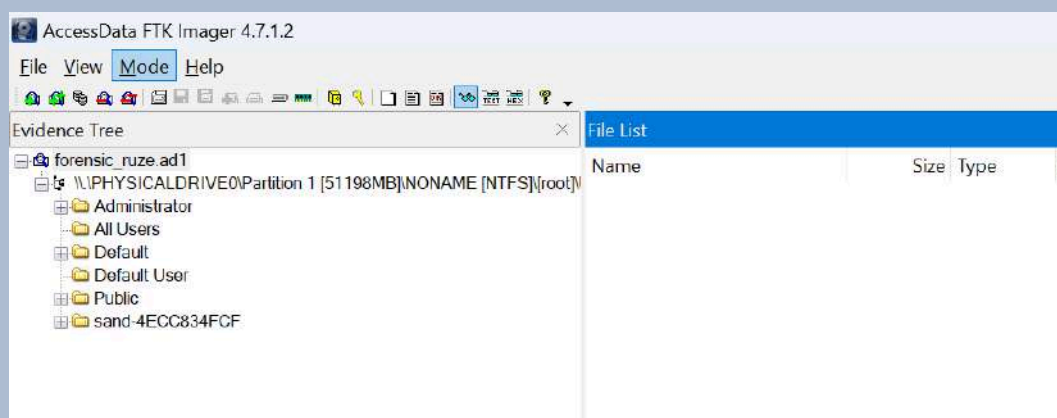 AccessData FTK Imager 4.7.1.2
File View Mode Help
Evidence Tree
forensic_ruze.ad1
\\.\PHYSICALDRIVE0\Partition 1 [51198MB]\NONAME [NTFS]\[root]\
Administrator
All Users
Default
Default User
Public
sand-4ECC834FCF
File List
Name Size Type